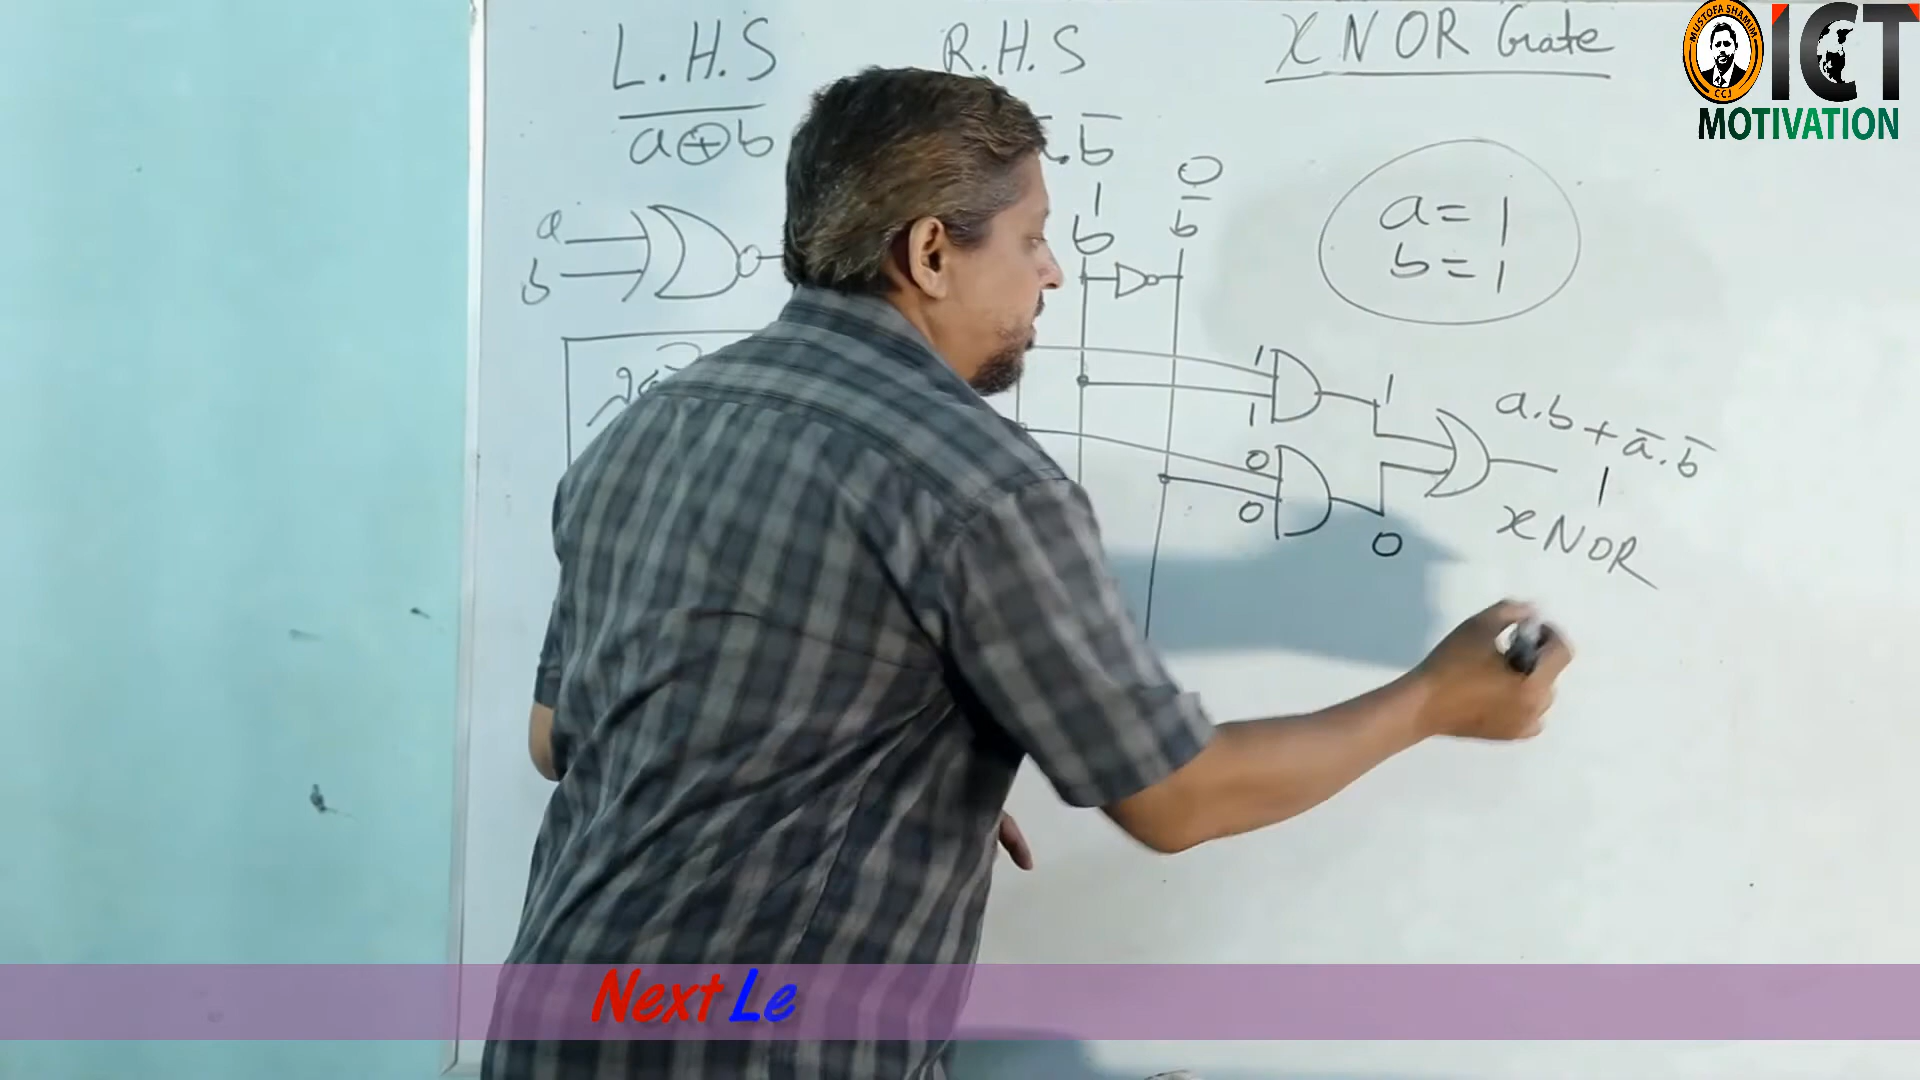 L.H.S
R.H.S
XNOR Gate
MUSTOFA SHAMIM
CCJ
ICT
MOTIVATION
a⊕b
.b̅
0
1
b
b̅
a = 1
b = 1
a
b
1
1
1
a.b + a̅.b̅
0
0
1
0
XNOR
Next Le